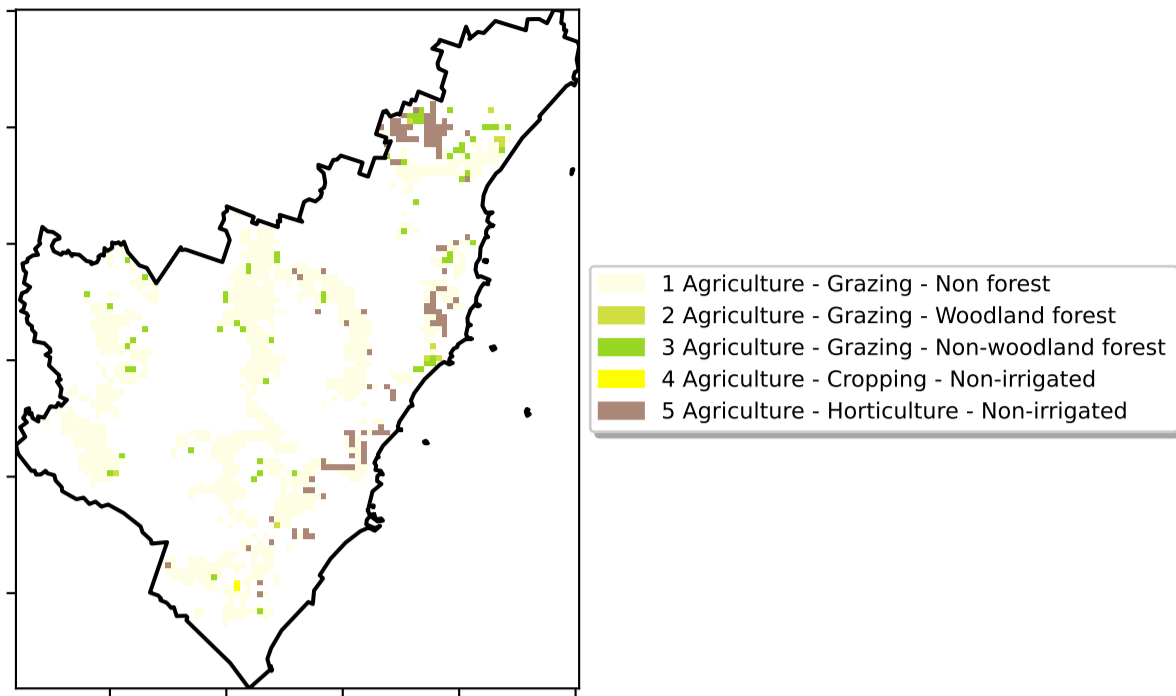 1 Agriculture - Grazing - Non forest
2 Agriculture - Grazing - Woodland forest
3 Agriculture - Grazing - Non-woodland forest
4 Agriculture - Cropping - Non-irrigated
5 Agriculture - Horticulture - Non-irrigated